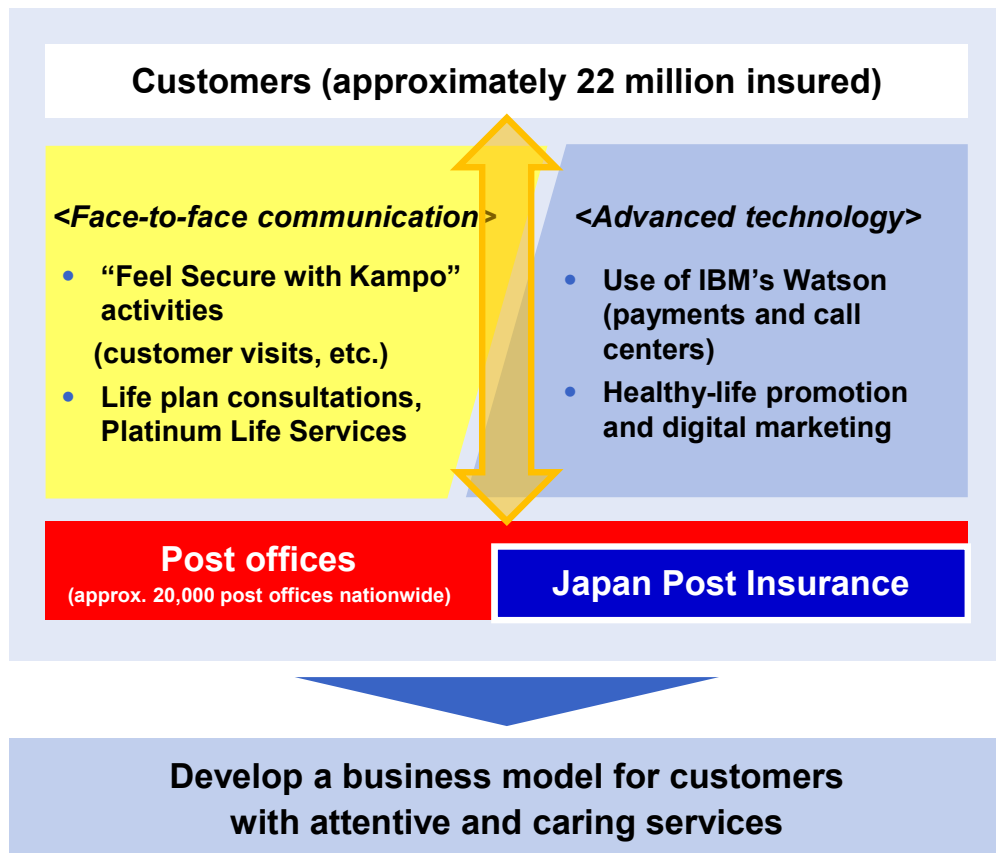 Customers (approximately 22 million insured)
<Face-to-face communication>
• “Feel Secure with Kampo”
activities
(customer visits, etc.)
• Life plan consultations,
Platinum Life Services
<Advanced technology>
• Use of IBM’s Watson
(payments and call
centers)
• Healthy-life promotion
and digital marketing
Post offices
(approx. 20,000 post offices nationwide)
Japan Post Insurance
Develop a business model for customers
with attentive and caring services